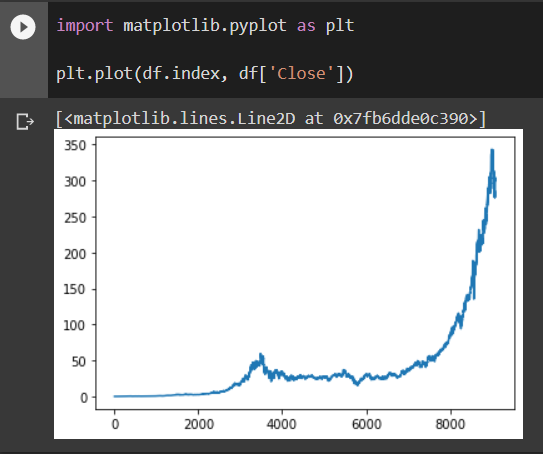 import matplotlib.pyplot as plt
plt.plot(df.index, df['Close'])
[<matplotlib.lines.Line2D at 0x7fb6dde0c390>]
350
300
250
200
150
100
50
0
0 2000 4000 6000 8000